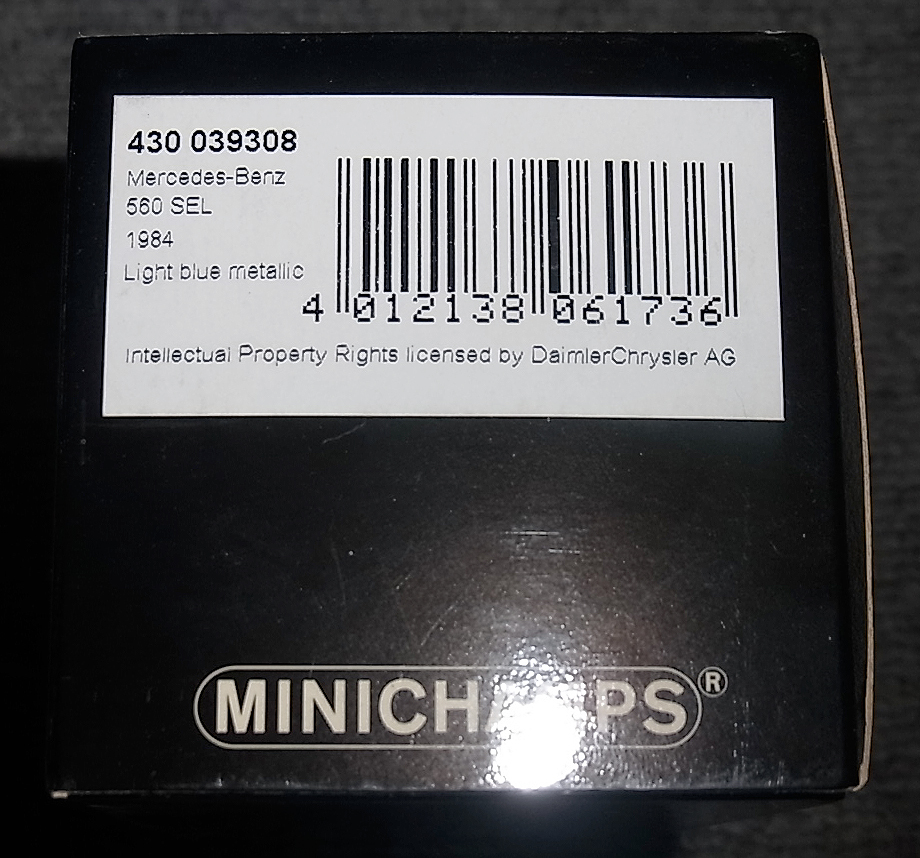 430 039308
Mercedes-Benz
560 SEL
1984
Light blue metallic
4 012138 061736
Intellectual Property Rights licensed by DaimlerChrysler AG
MINICHAMPS®